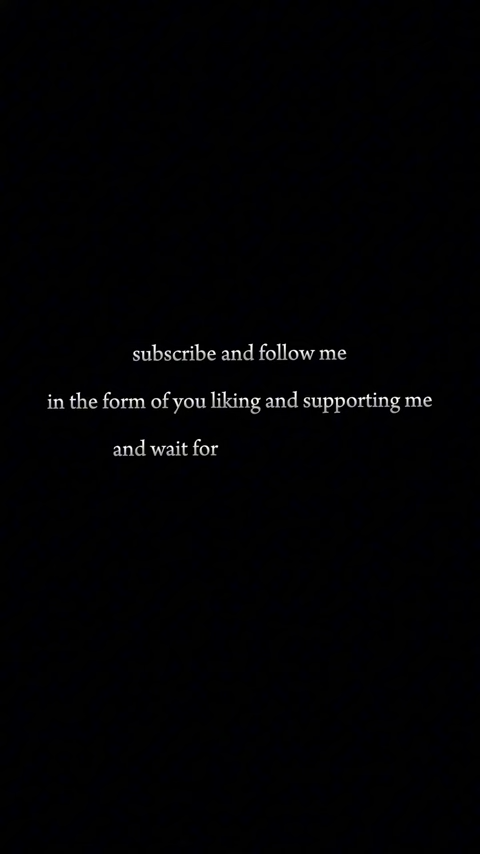 subscribe and follow me
in the form of you liking and supporting me
and wait for